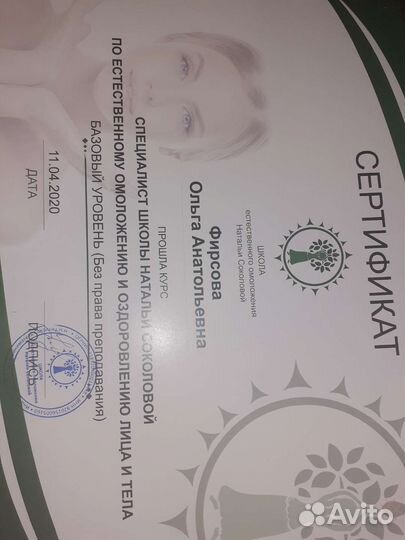 СЕРТИФИКАТ
ШКОЛА
естественного омоложения
Натальи Соколовой
Фирсова
Ольга Анатольевна
ПРОШЛА КУРС
СПЕЦИАЛИСТ ШКОЛЫ НАТАЛЬИ СОКОЛОВОЙ
ПО ЕСТЕСТВЕННОМУ ОМОЛОЖЕНИЮ И ОЗДОРОВЛЕНИЮ ЛИЦА И ТЕЛА
БАЗОВЫЙ УРОВЕНЬ (Без права преподавания)
11.04.2020
ДАТА
ПОДПИСЬ
Avito